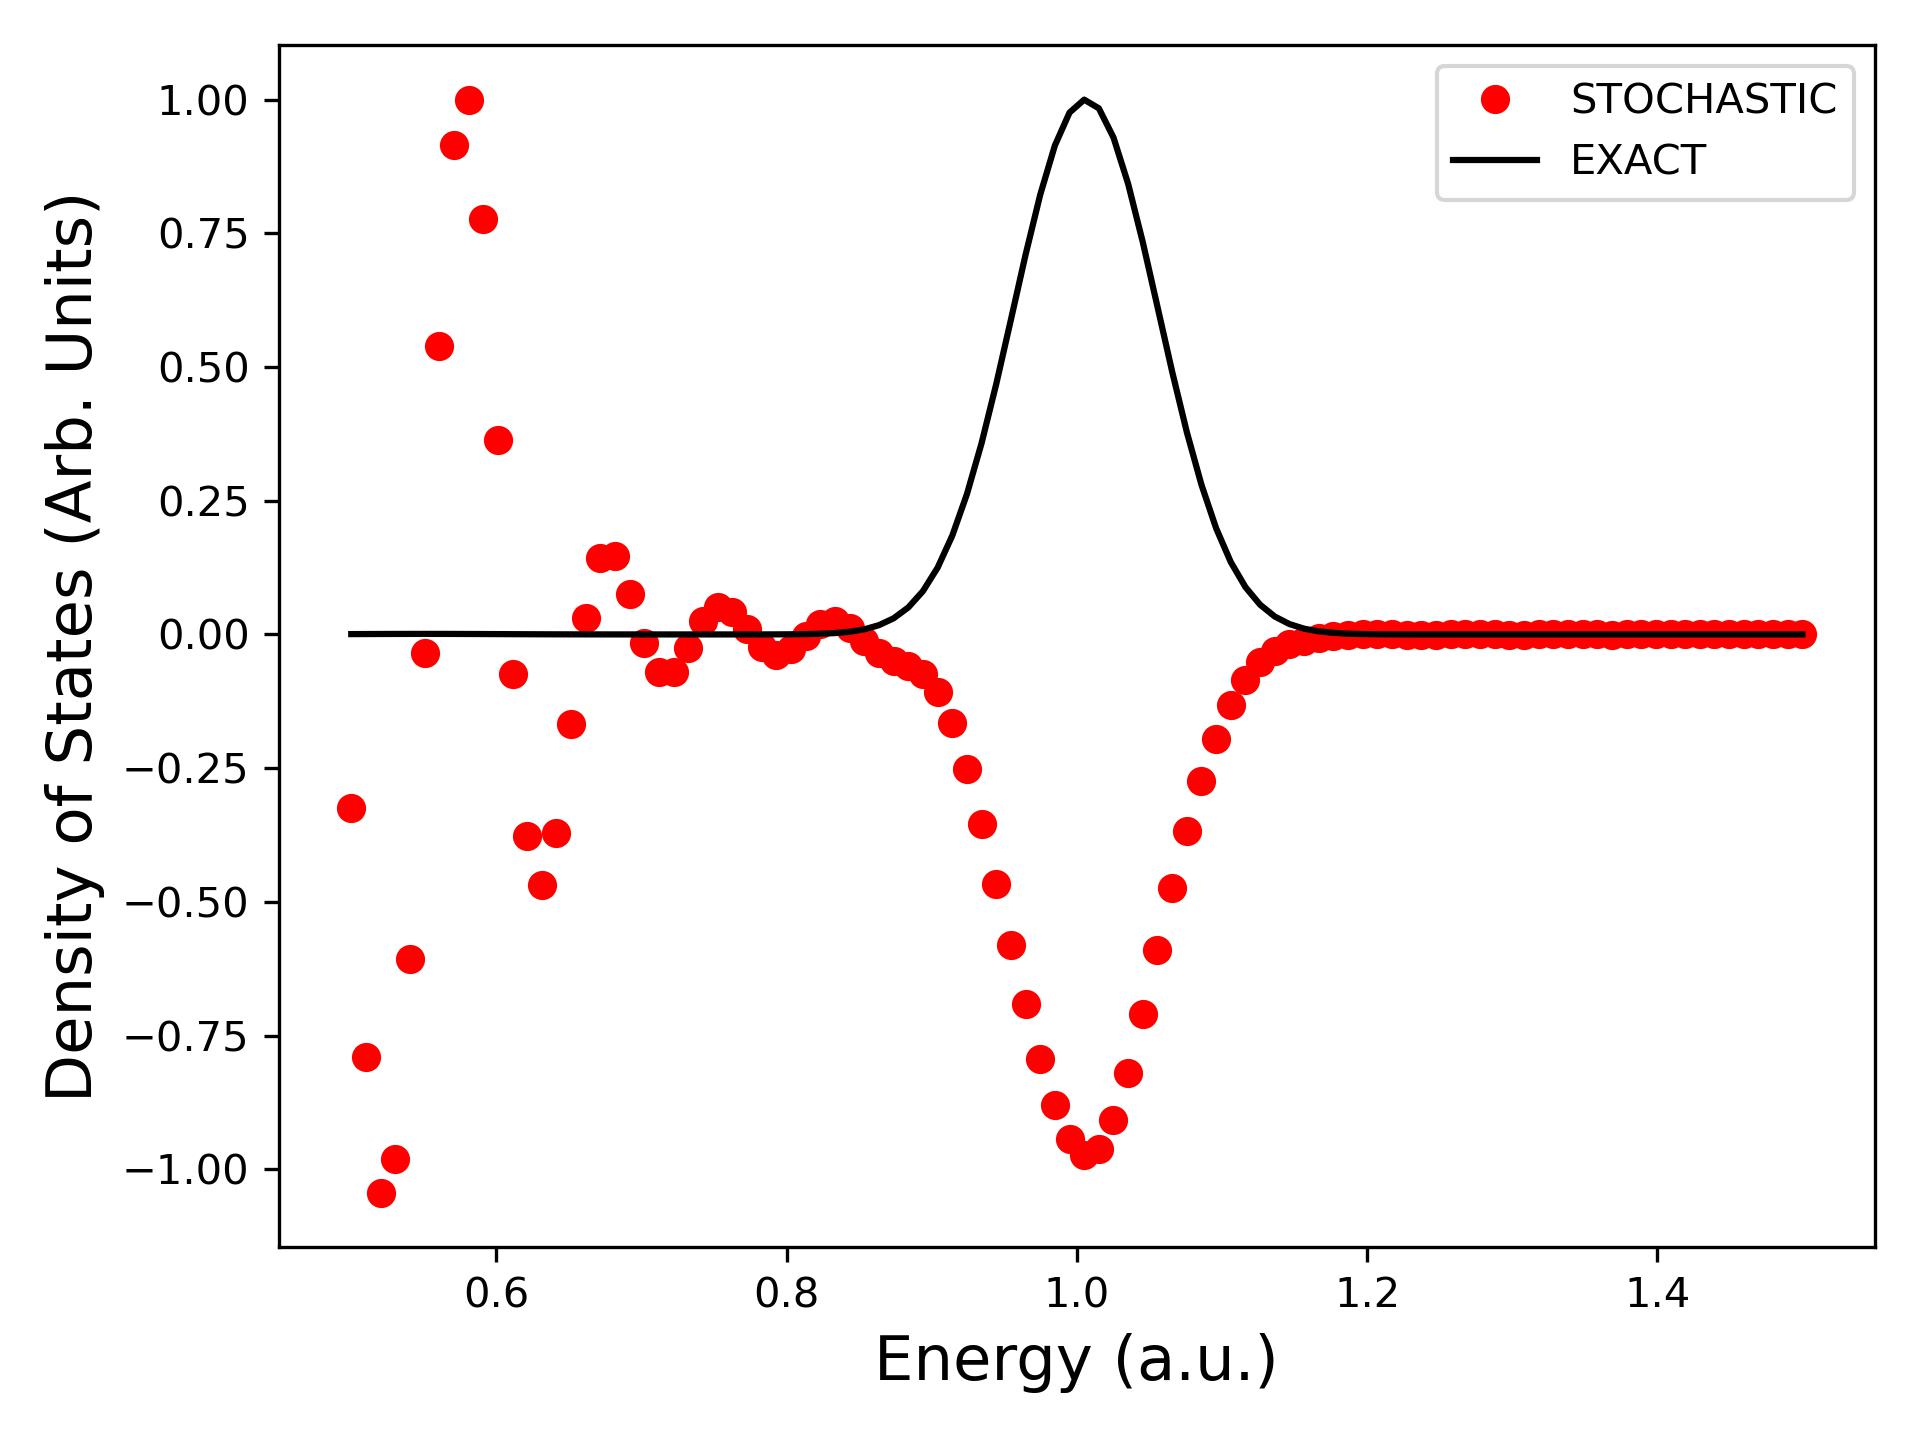 STOCHASTIC
EXACT
1.00
0.75
0.50
0.25
0.00
−0.25
−0.50
−0.75
−1.00
Density of States (Arb. Units)
0.6 0.8 1.0 1.2 1.4
Energy (a.u.)